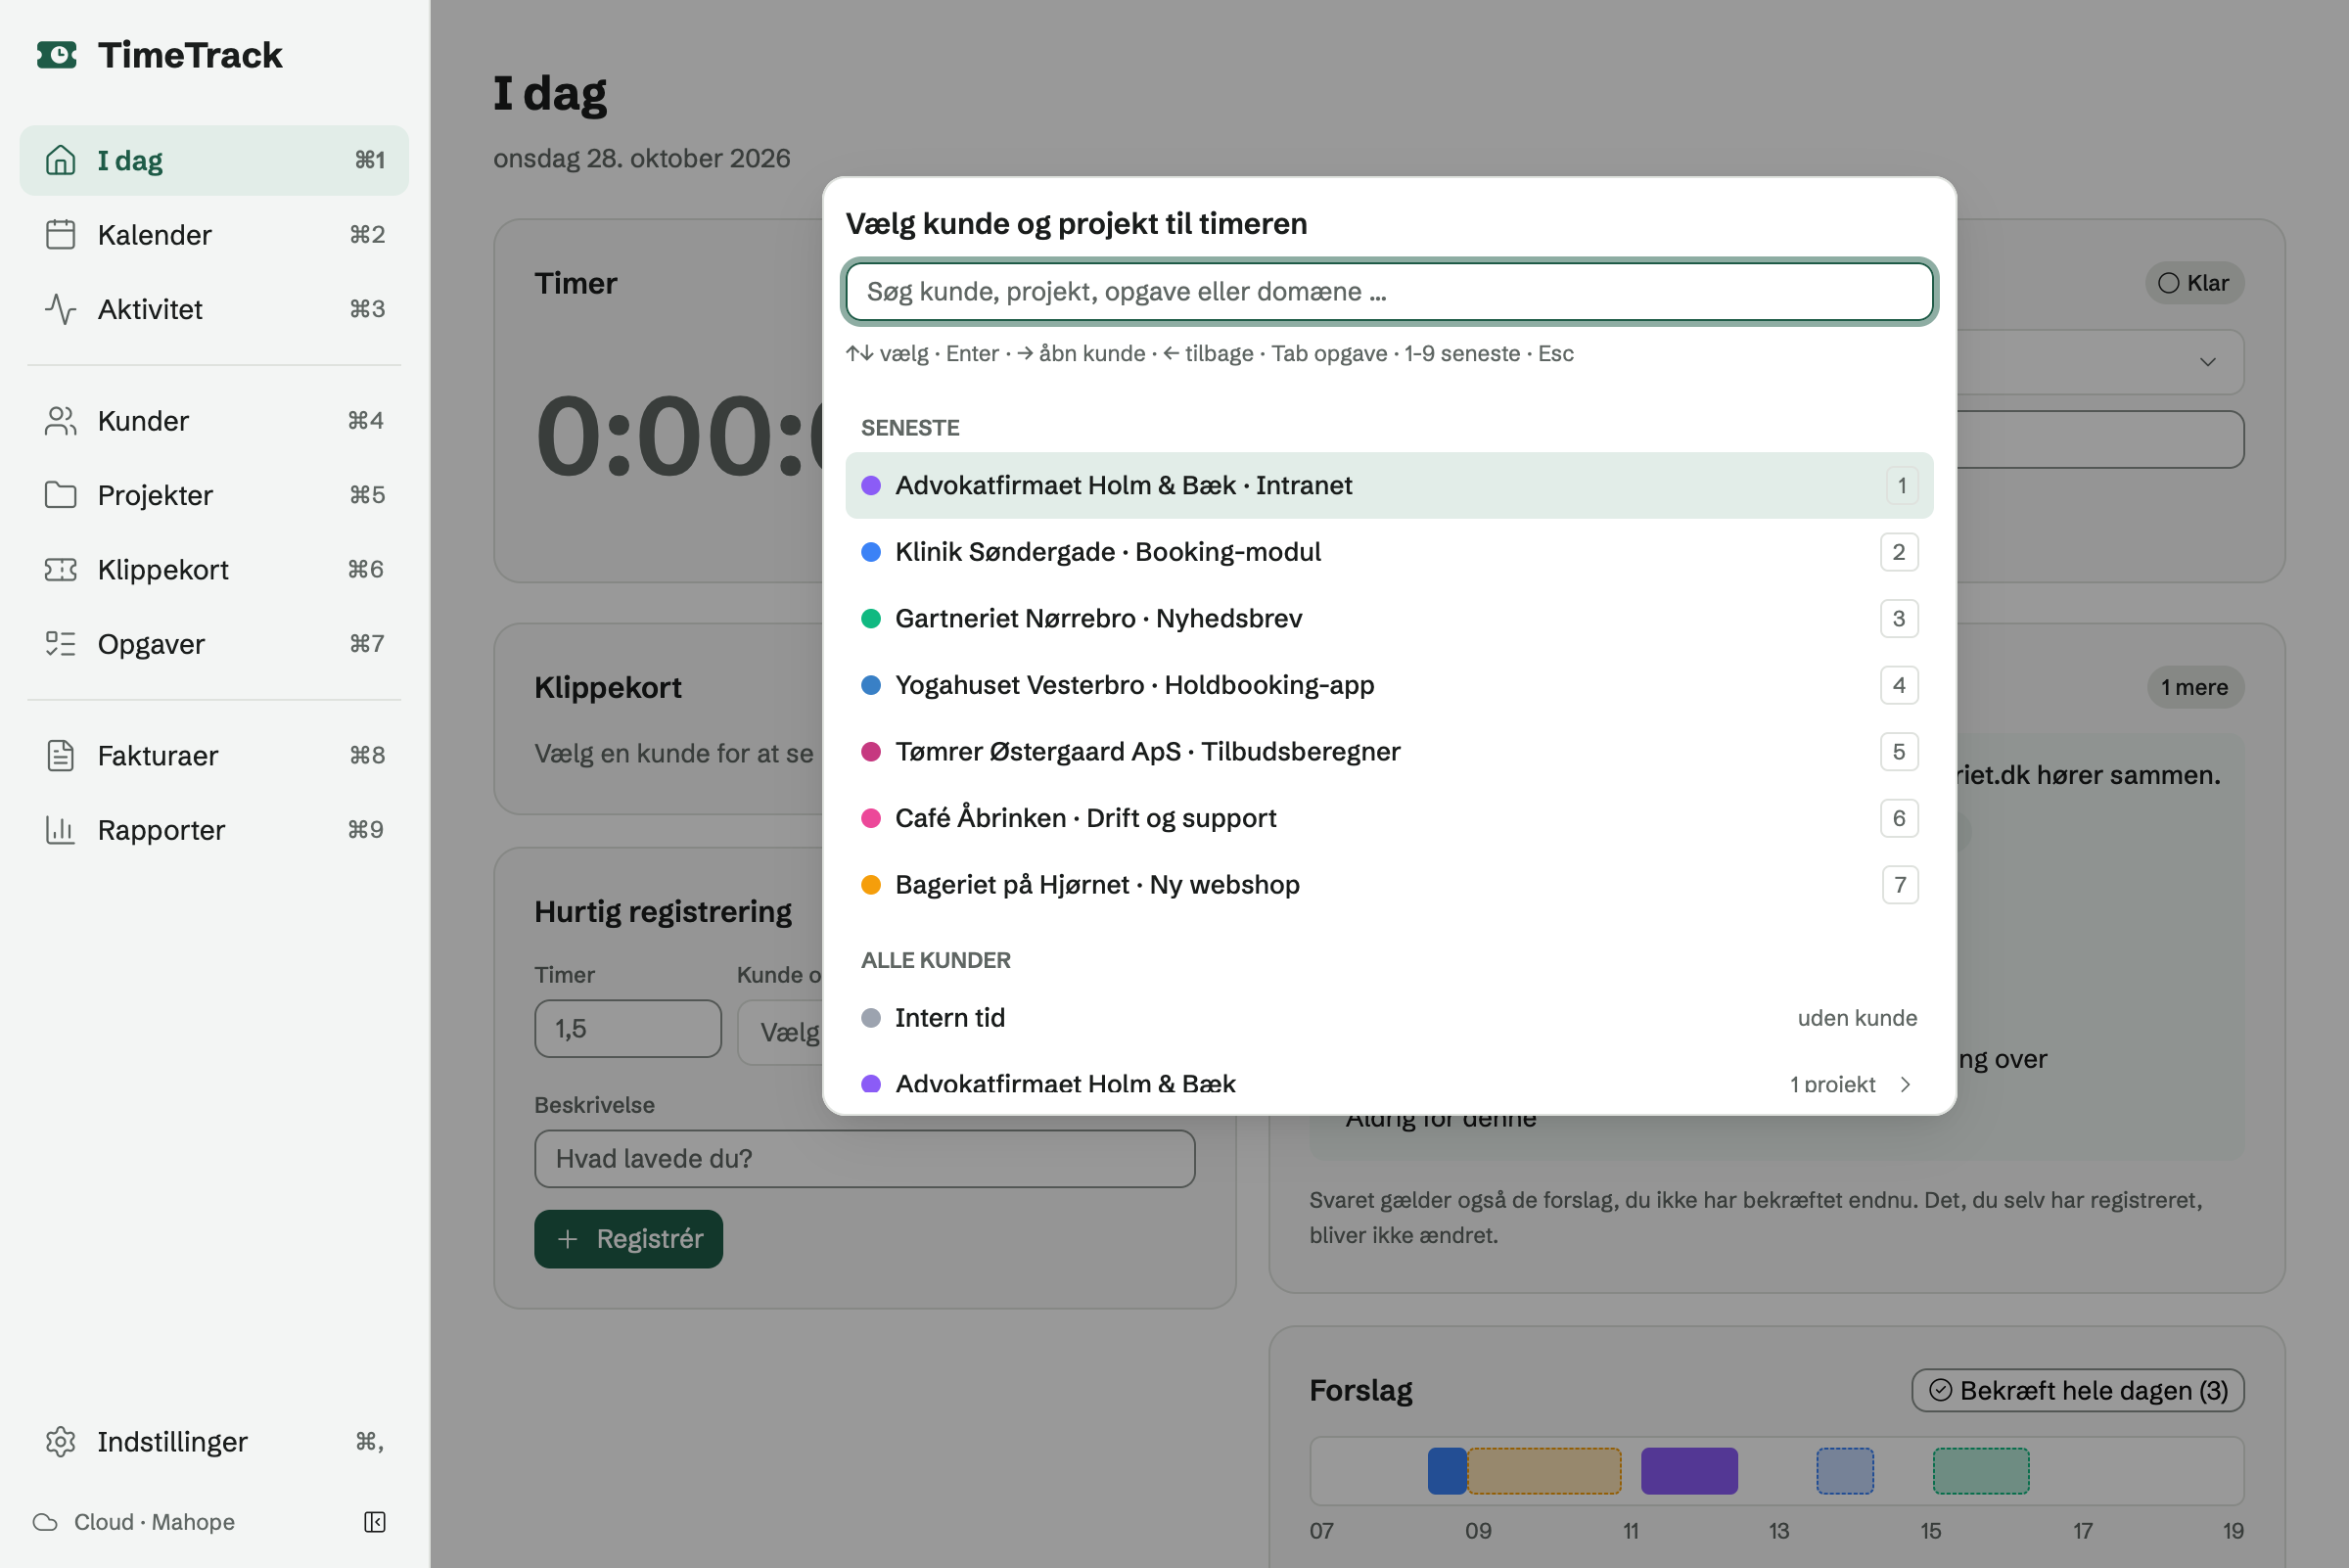 TimeTrack
I dag ⌘1
Kalender ⌘2
Aktivitet ⌘3
Kunder ⌘4
Projekter ⌘5
Klippekort ⌘6
Opgaver ⌘7
Fakturaer ⌘8
Rapporter ⌘9
Indstillinger ⌘,
Cloud · Mahope
I dag
onsdag 28. oktober 2026
Timer
Klar
0:00:
Klippekort
Vælg en kunde for at se
Hurtig registrering
Timer
Kunde o
1,5
Vælg
Beskrivelse
Hvad lavede du?
+ Registrér
Vælg kunde og projekt til timeren
Søg kunde, projekt, opgave eller domæne ...
↑↓ vælg · Enter · → åbn kunde · ← tilbage · Tab opgave · 1-9 seneste · Esc
SENESTE
Advokatfirmaet Holm & Bæk · Intranet 1
Klinik Søndergade · Booking-modul 2
Gartneriet Nørrebro · Nyhedsbrev 3
Yogahuset Vesterbro · Holdbooking-app 4
Tømrer Østergaard ApS · Tilbudsberegner 5
Café Åbrinken · Drift og support 6
Bageriet på Hjørnet · Ny webshop 7
ALLE KUNDER
Intern tid uden kunde
Advokatfirmaet Holm & Bæk 1 projekt
1 mere
riet.dk hører sammen.
ng over
Aldrig for denne
Svaret gælder også de forslag, du ikke har bekræftet endnu. Det, du selv har registreret,
bliver ikke ændret.
Forslag
Bekræft hele dagen (3)
07 09 11 13 15 17 19